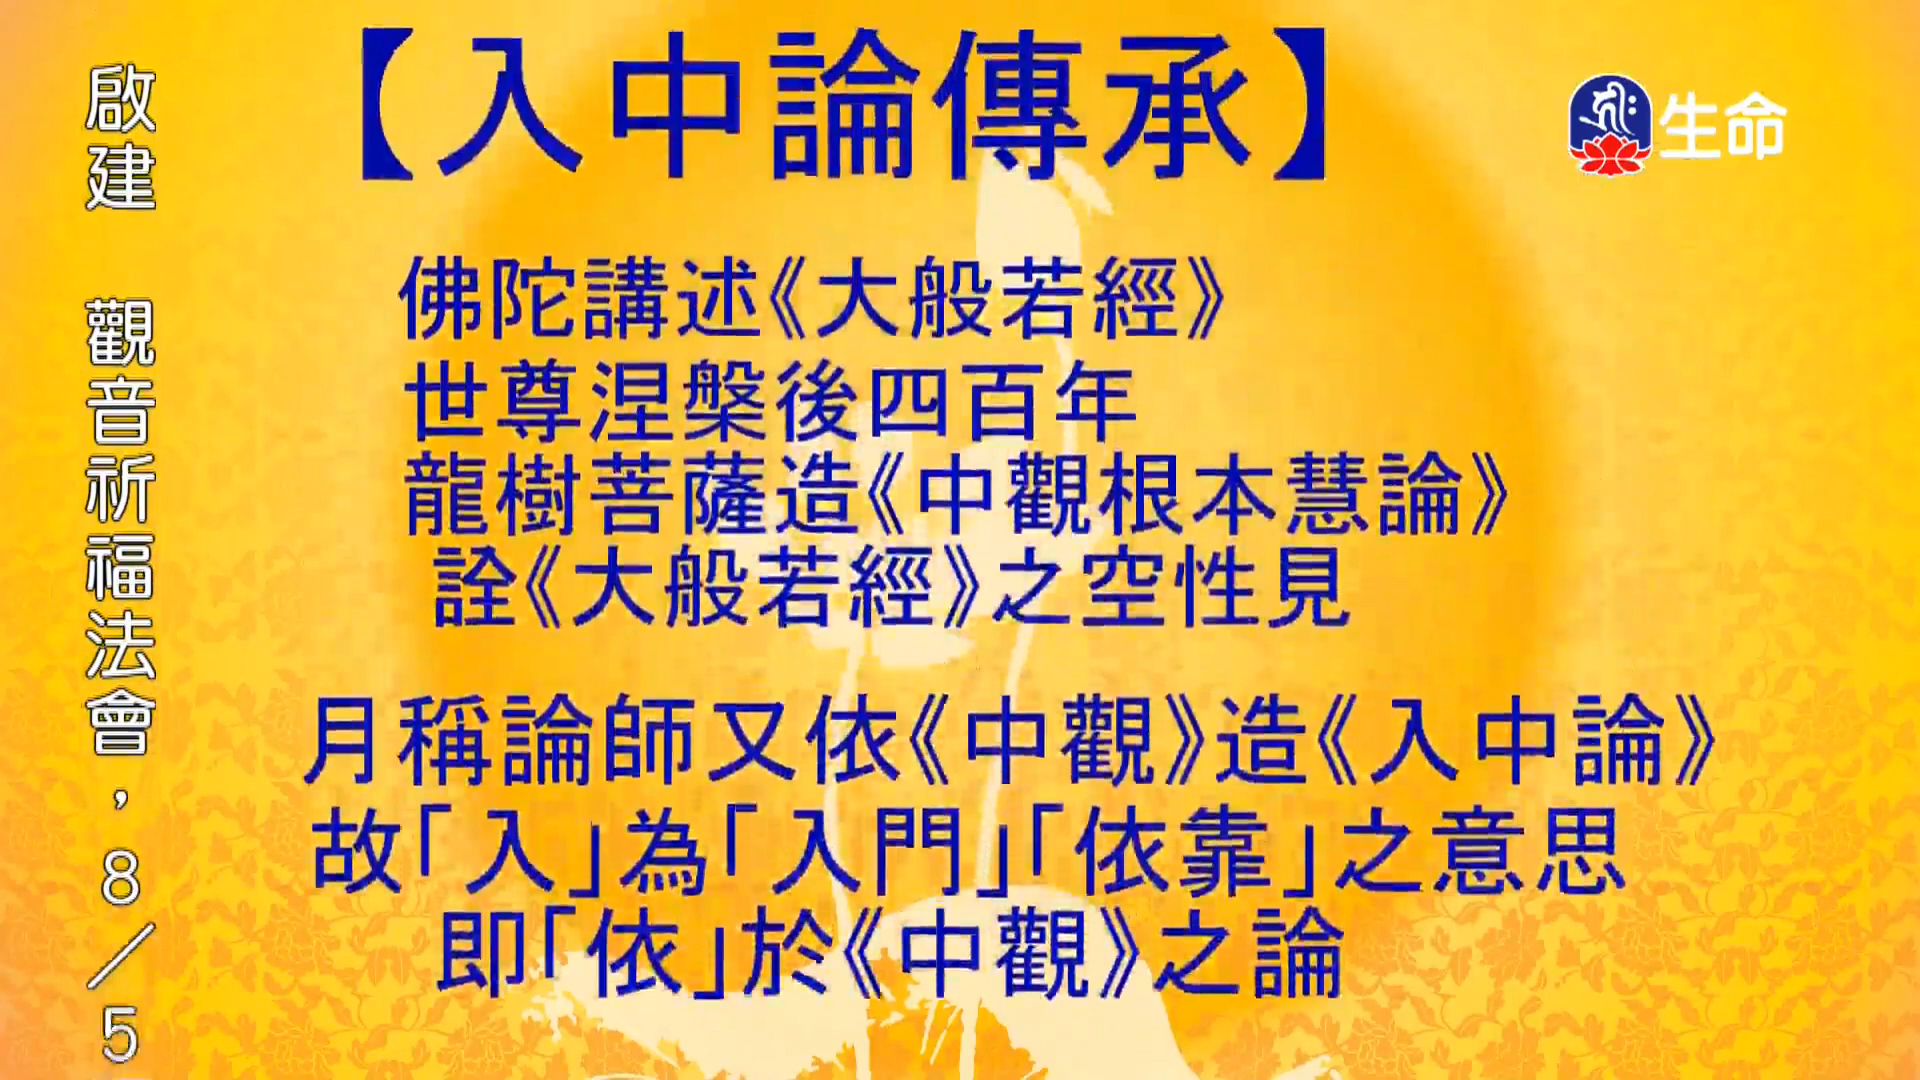 【入中論傳承】
佛陀講述《大般若經》
世尊涅槃後四百年
龍樹菩薩造《中觀根本慧論》
詮《大般若經》之空性見
月稱論師又依《中觀》造《入中論》
故「入」為「入門」「依靠」之意思
即「依」於《中觀》之論
啟建 觀音祈福法會，8／5
生命